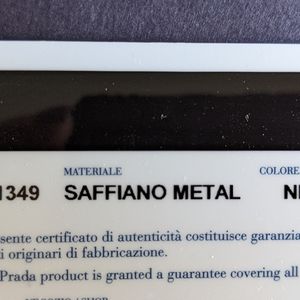 MATERIALE COLORE
1349 SAFFIANO METAL
sente certificato di autenticità costituisce garanzia
i originari di fabbricazione.
Prada product is granted a guarantee covering all